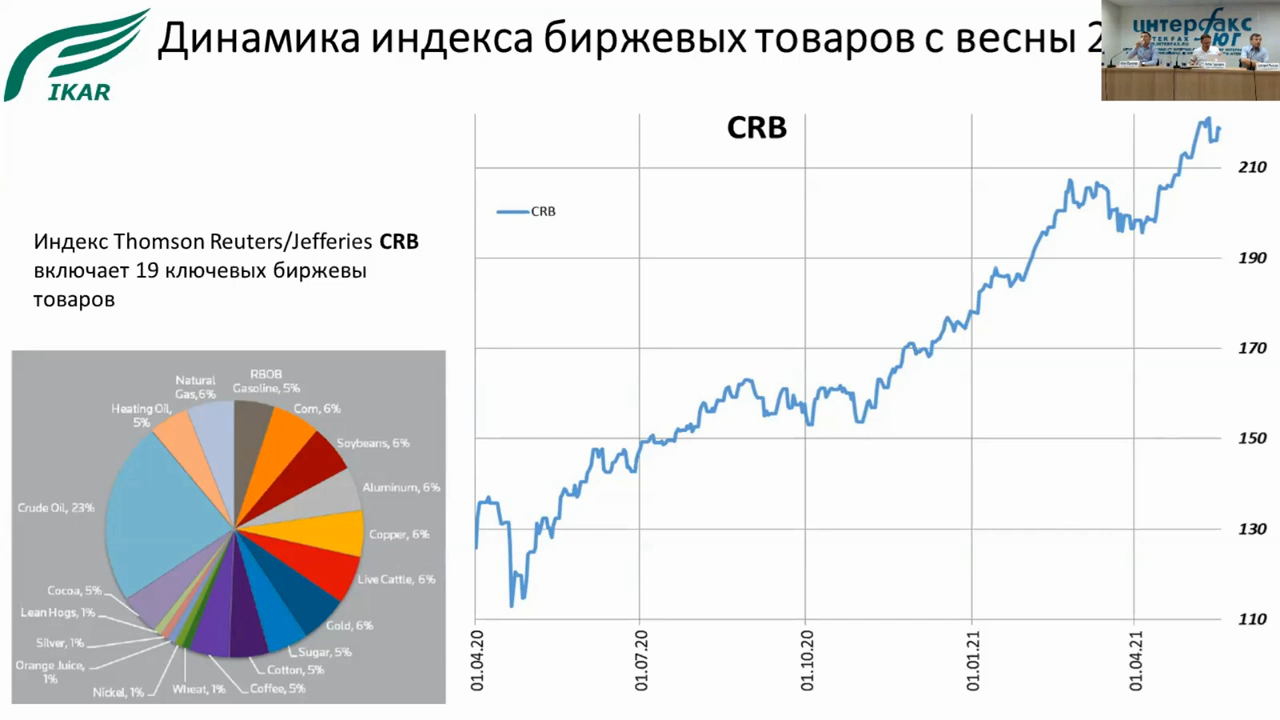 IKAR
Динамика индекса биржевых товаров с весны 2
интерфакс
ЮГ
CRB
CRB
210
190
170
150
130
110
01.04.20
01.07.20
01.10.20
01.01.21
01.04.21
Индекс Thomson Reuters/Jefferies CRB
включает 19 ключевых биржевы
товаров
Natural
Gas,6%
RBOB
Gasoline, 5%
Heating Oil,
5%
Corn, 6%
Soybeans, 6%
Aluminum, 6%
Crude Oil, 23%
Copper, 6%
Live Cattle, 6%
Cocoa, 5%
Lean Hogs, 1%
Gold, 6%
Silver, 1%
Sugar, 5%
Orange Juice,
1%
Cotton, 5%
Nickel, 1%
Wheat, 1%
Coffee, 5%